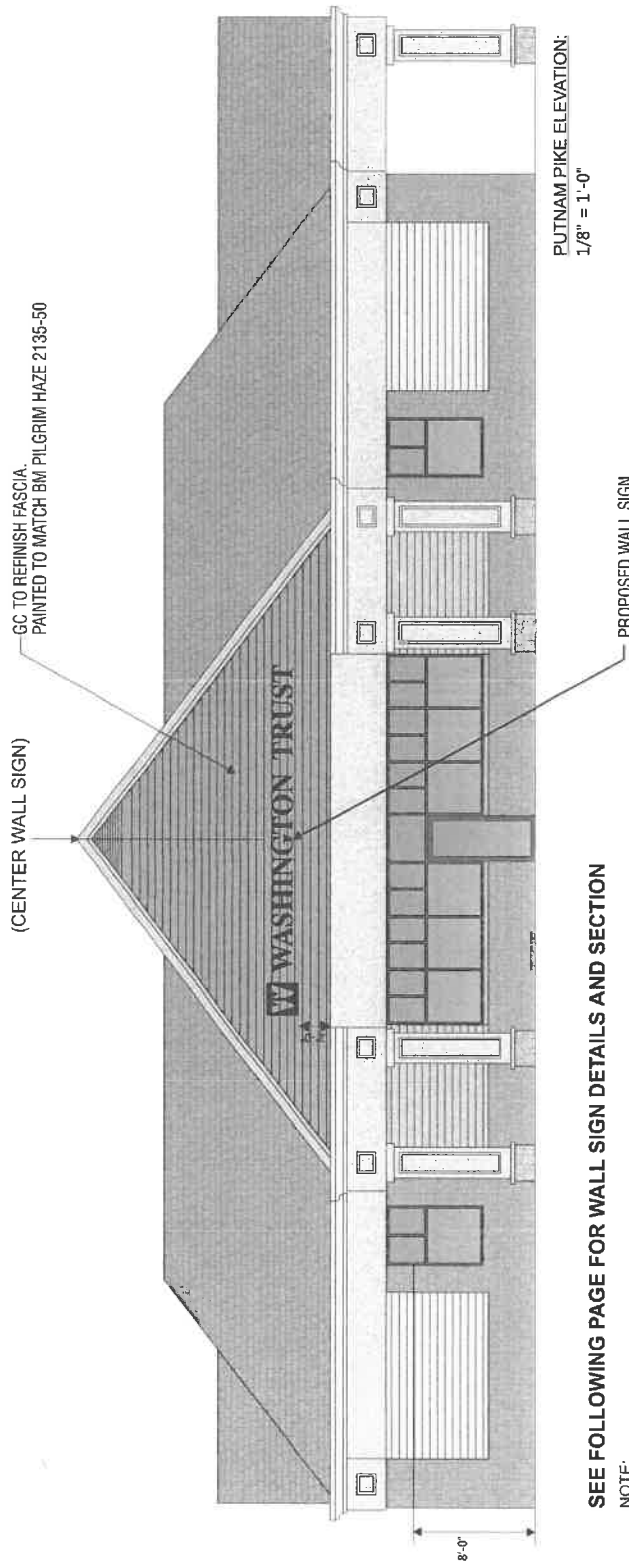 (CENTER WALL SIGN)
GC TO REFINISH FASCIA.
PAINTED TO MATCH BM PILGRIM HAZE 2135-50
W WASHINGTON TRUST
8'-0"
PROPOSED WALL SIGN
PUTNAM PIKE ELEVATION:
1/8" = 1'-0"
SEE FOLLOWING PAGE FOR WALL SIGN DETAILS AND SECTION
NOTE: